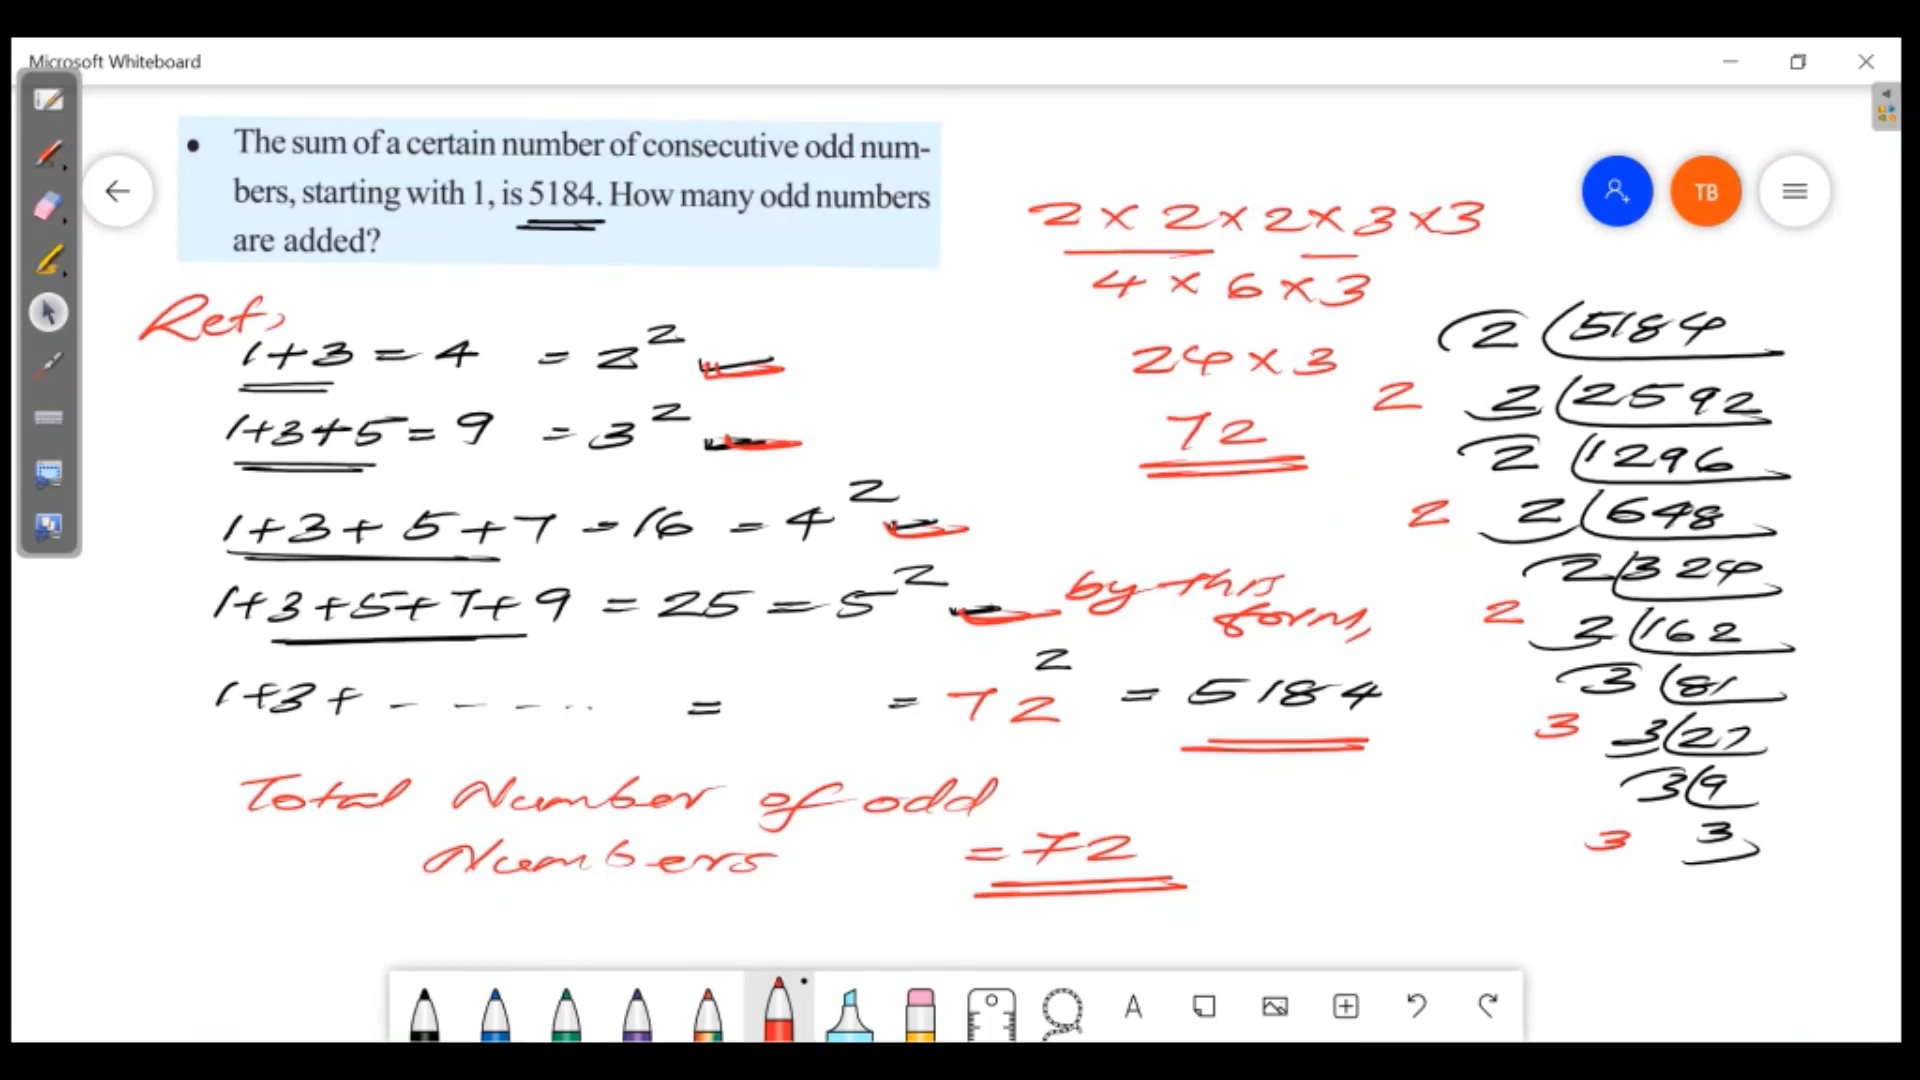 Microsoft Whiteboard
• The sum of a certain number of consecutive odd num-
bers, starting with 1, is 5184. How many odd numbers
are added?
TB
Ref,
1+3 = 4 = 2²
1+3+5 = 9 = 3²
1+3+5+7 = 16 = 4²
1+3+5+7+9 = 25 = 5²
by this
form,
1+3+ - - - - ... = = 72² = 5184
Total Number of odd
Numbers = 72
2 × 2 × 2 × 3 × 3
4 × 6 × 3
24 × 3
72
2 5184
2 2 2592
2 1296
2 2 648
2 324
2 2 162
3 81
3 3 27
3 9
3 3
A